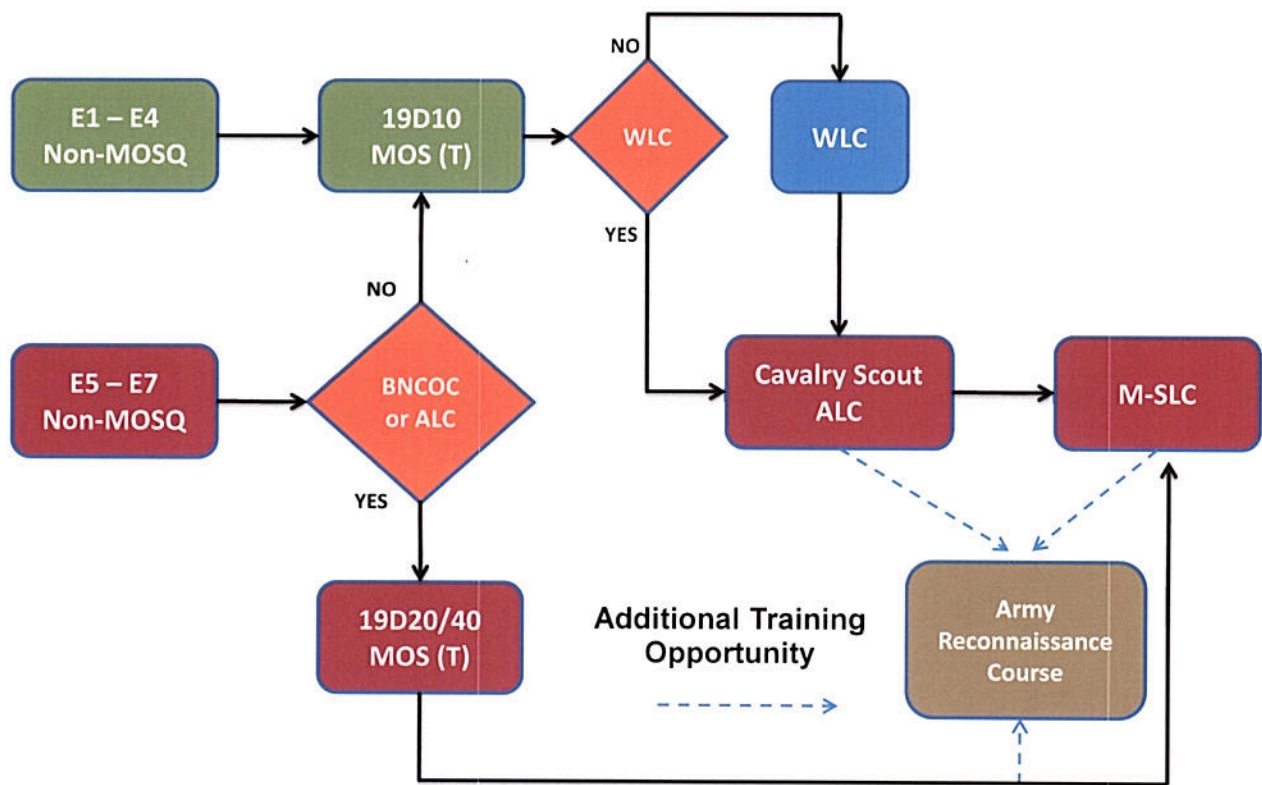 NO
E1 – E4
Non-MOSQ
19D10
MOS (T)
WLC
WLC
YES
NO
E5 – E7
Non-MOSQ
BNCOC
or ALC
Cavalry Scout
ALC
M-SLC
YES
19D20/40
MOS (T)
Additional Training
Opportunity
Army
Reconnaissance
Course